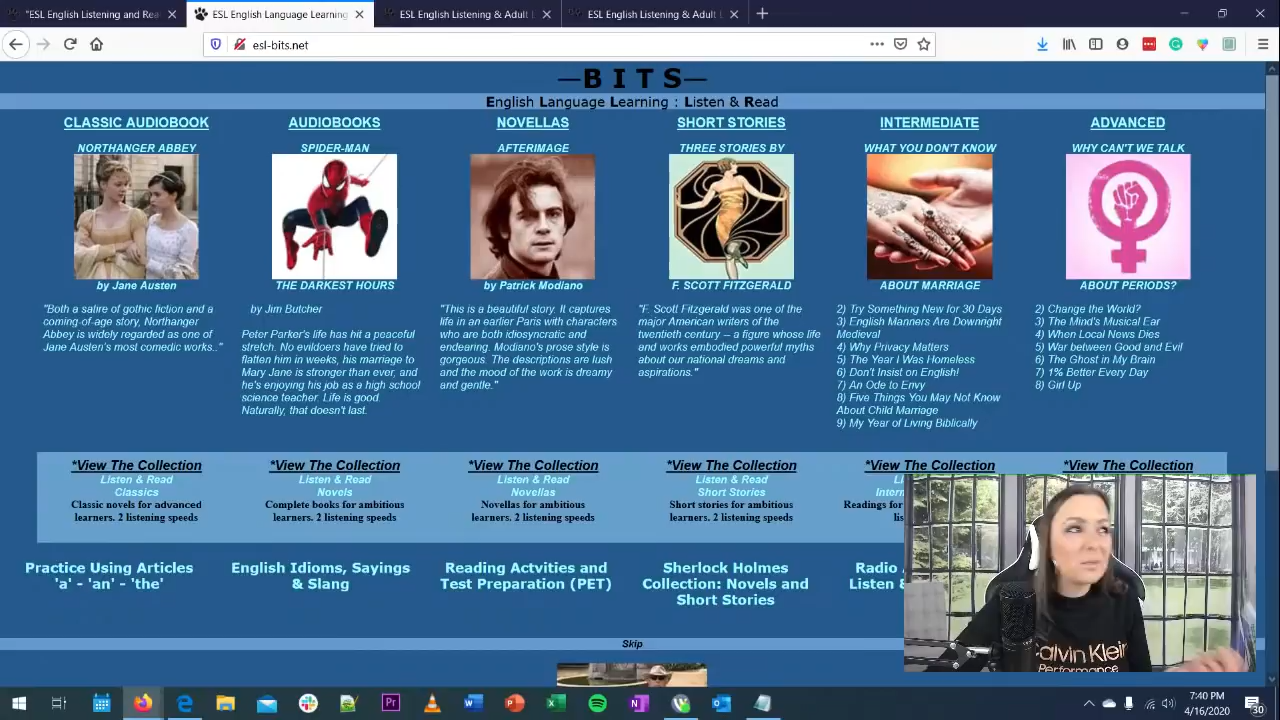 "ESL English Listening and Rea
ESL English Language Learning
ESL English Listening & Adult
ESL English Listening & Adult
esl-bits.net
—B I T S—
English Language Learning : Listen & Read
CLASSIC AUDIOBOOK
NORTHANGER ABBEY
by Jane Austen
"Both a satire of gothic fiction and a
coming-of-age story, Northanger
Abbey is widely regarded as one of
Jane Austen's most comedic works.."
AUDIOBOOKS
SPIDER-MAN
THE DARKEST HOURS
by Jim Butcher
Peter Parker's life has hit a peaceful
stretch. No evildoers have tried to
flatten him in weeks, his marriage to
Mary Jane is stronger than ever, and
he's enjoying his job as a high school
science teacher. Life is good.
Naturally, that doesn't last.
NOVELLAS
AFTERIMAGE
by Patrick Modiano
"This is a beautiful story. It captures
life in an earlier Paris with characters
who are both idiosyncratic and
endearing. Modiano's prose style is
gorgeous. The descriptions are lush
and the mood of the work is dreamy
and gentle."
SHORT STORIES
THREE STORIES BY
F. SCOTT FITZGERALD
"F. Scott Fitzgerald was one of the
major American writers of the
twentieth century -- a figure whose life
and works embodied powerful myths
about our national dreams and
aspirations."
INTERMEDIATE
WHAT YOU DON'T KNOW
ABOUT MARRIAGE
2) Try Something New for 30 Days
3) English Manners Are Downright
Medieval
4) Why Privacy Matters
5) The Year I Was Homeless
6) Don't Insist on English!
7) An Ode to Envy
8) Five Things You May Not Know
About Child Marriage
9) My Year of Living Biblically
ADVANCED
WHY CAN'T WE TALK
ABOUT PERIODS?
2) Change the World?
3) The Mind's Musical Ear
4) When Local News Dies
5) War between Good and Evil
6) The Ghost in My Brain
7) 1% Better Every Day
8) Girl Up
*View The Collection
Listen & Read
Classics
Classic novels for advanced
learners. 2 listening speeds
*View The Collection
Listen & Read
Novels
Complete books for ambitious
learners. 2 listening speeds
*View The Collection
Listen & Read
Novellas
Novellas for ambitious
learners. 2 listening speeds
*View The Collection
Listen & Read
Short Stories
Short stories for ambitious
learners. 2 listening speeds
*View The Collection
Readings for
*View The Collection
Practice Using Articles
'a' - 'an' - 'the'
English Idioms, Sayings
& Slang
Reading Actvities and
Test Preparation (PET)
Sherlock Holmes
Collection: Novels and
Short Stories
Radio
Listen &
Skip
Calvin Klein
Performance
7:40 PM
4/16/2020
30